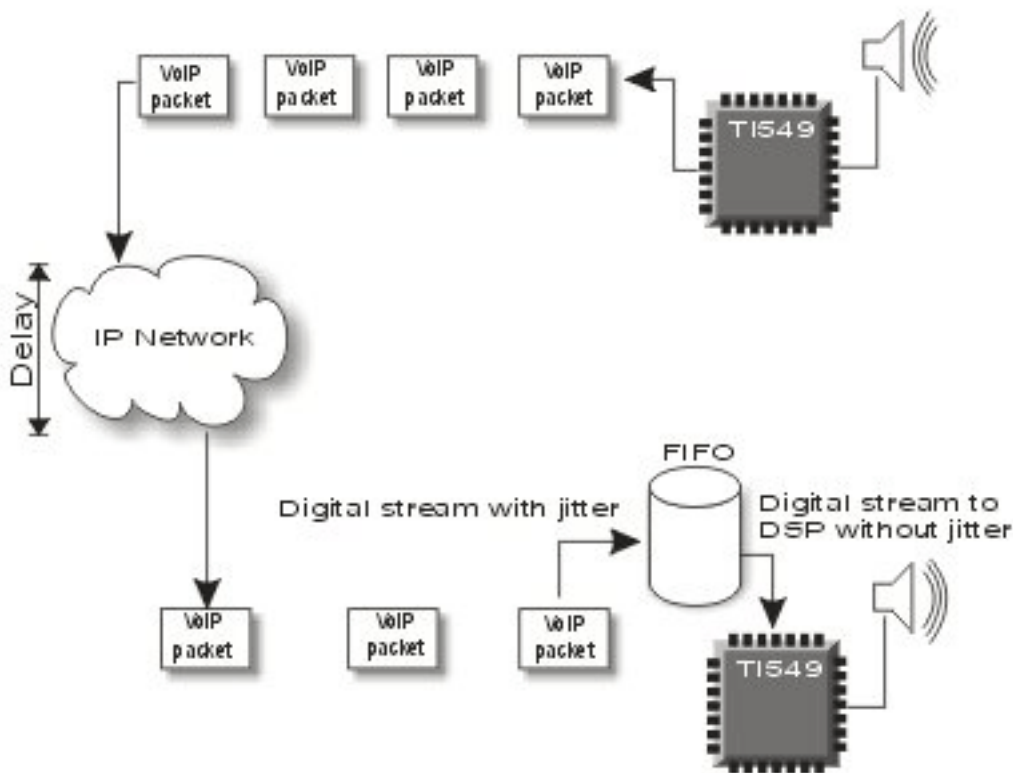 VoIP
packet
VoIP
packet
VoIP
packet
VoIP
packet
TI549
Delay
IP Network
FIFO
Digital stream with jitter
Digital stream to
DSP without jitter
VoIP
packet
VoIP
packet
VoIP
packet
TI549